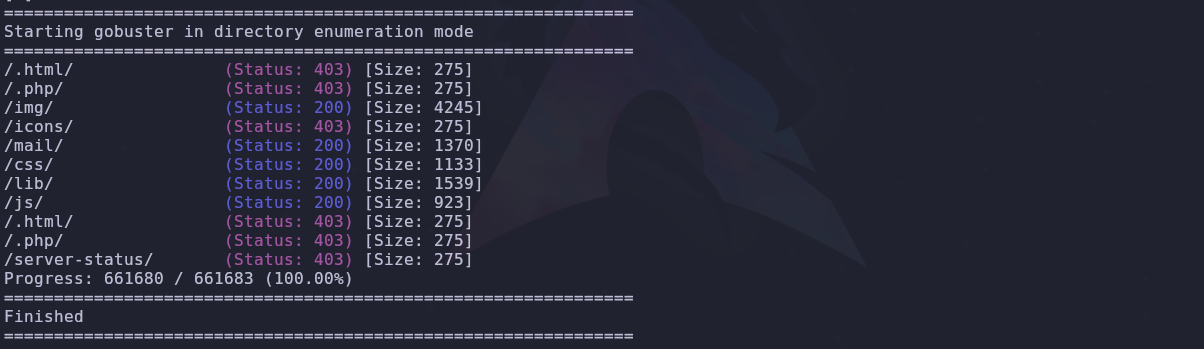 ===============================================================
Starting gobuster in directory enumeration mode
===============================================================
/.html/               (Status: 403) [Size: 275]
/.php/                (Status: 403) [Size: 275]
/img/                 (Status: 200) [Size: 4245]
/icons/               (Status: 403) [Size: 275]
/mail/                (Status: 200) [Size: 1370]
/css/                 (Status: 200) [Size: 1133]
/lib/                 (Status: 200) [Size: 1539]
/js/                  (Status: 200) [Size: 923]
/.html/               (Status: 403) [Size: 275]
/.php/                (Status: 403) [Size: 275]
/server-status/       (Status: 403) [Size: 275]
Progress: 661680 / 661683 (100.00%)
===============================================================
Finished
===============================================================